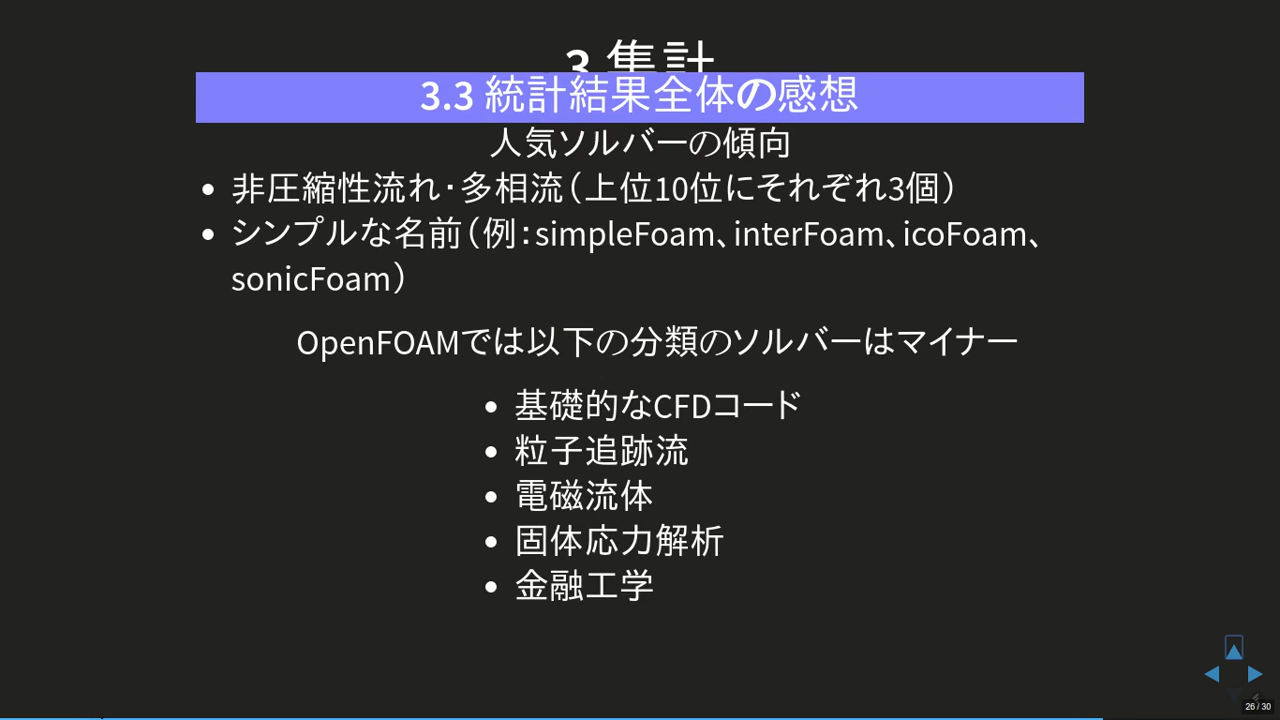 3 集計
3.3 統計結果全体の感想
人気ソルバーの傾向
• 非圧縮性流れ・多相流（上位10位にそれぞれ3個）
• シンプルな名前（例：simpleFoam、interFoam、icoFoam、
sonicFoam）
OpenFOAMでは以下の分類のソルバーはマイナー
• 基礎的なCFDコード
• 粒子追跡流
• 電磁流体
• 固体応力解析
• 金融工学
26 / 30